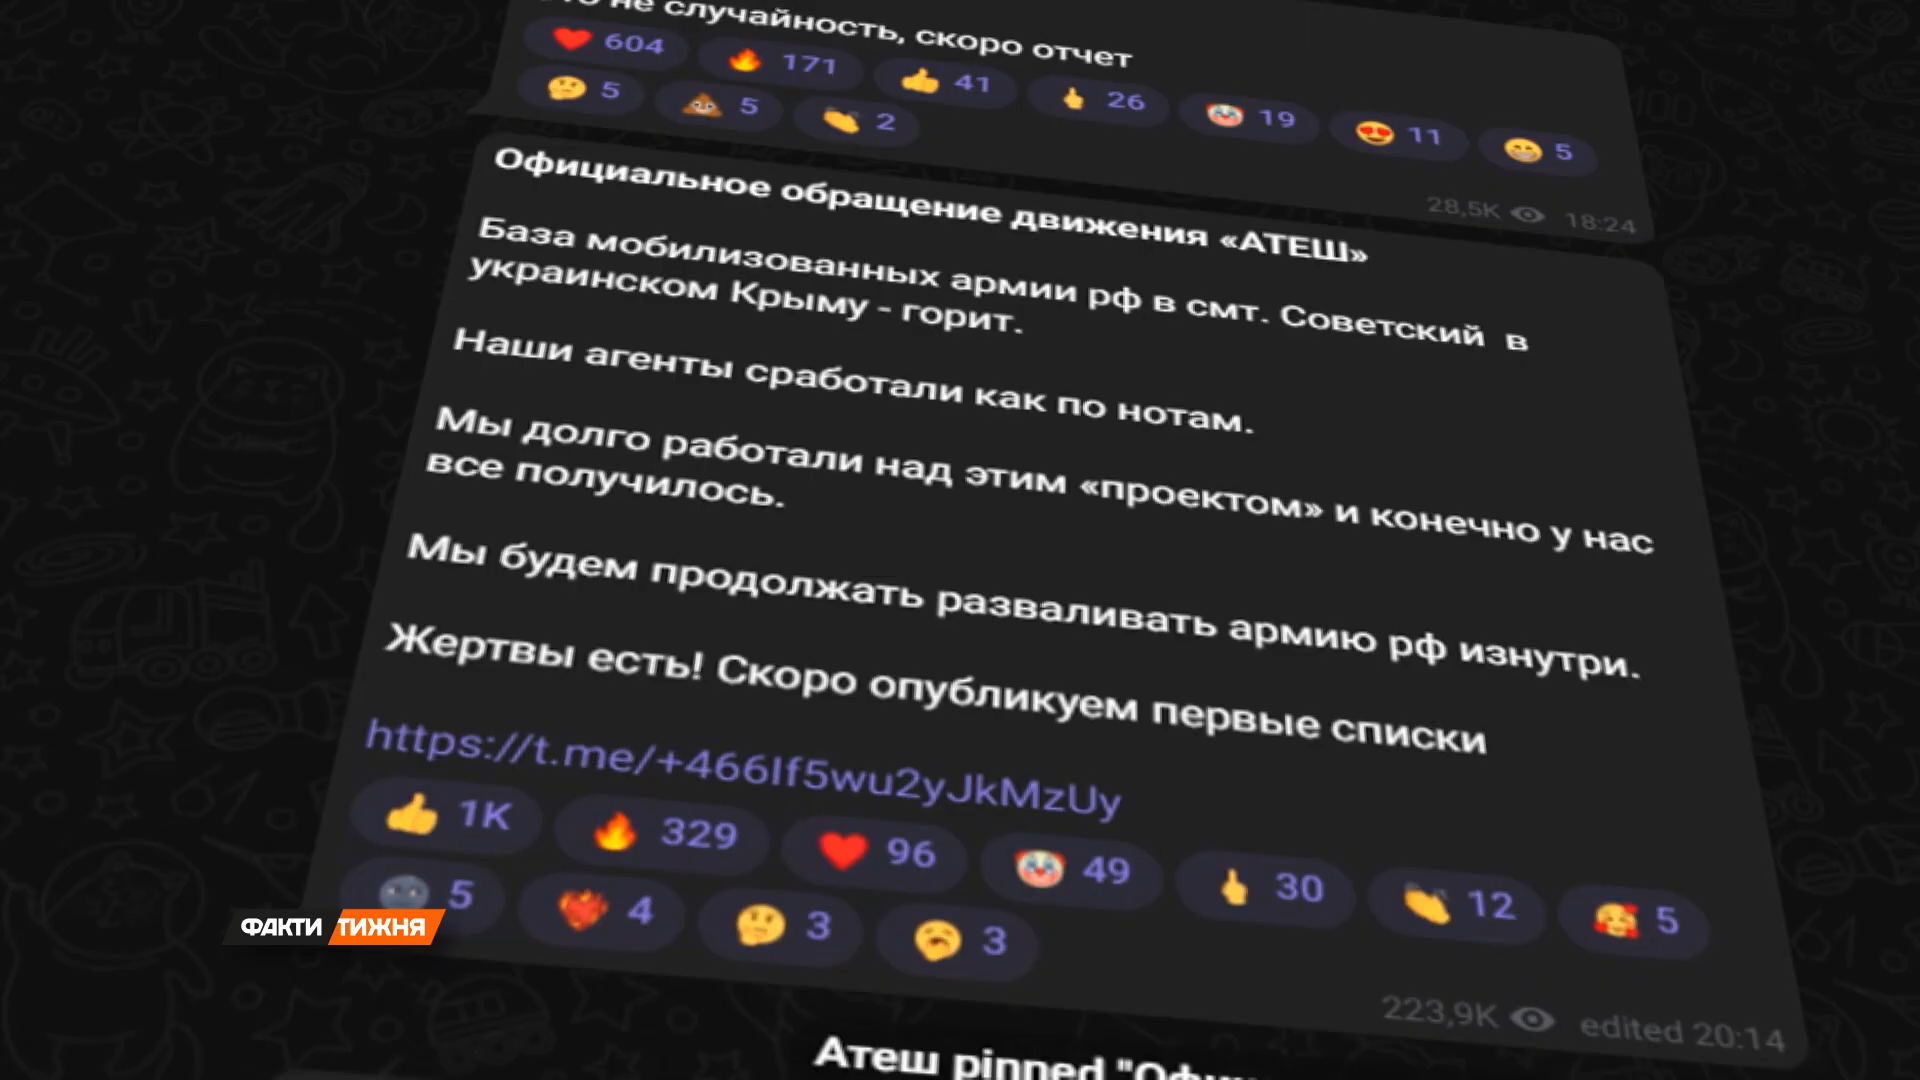 не случайность, скоро отчет
604 171 41 26 19 11 5
5 5 2
28,5K 18:24
Официальное обращение движения «АТЕШ»
База мобилизованных армии рф в смт. Советский в
украинском Крыму - горит.
Наши агенты сработали как по нотам.
Мы долго работали над этим «проектом» и конечно у нас
все получилось.
Мы будем продолжать разваливать армию рф изнутри.
Жертвы есть! Скоро опубликуем первые списки
https://t.me/+466If5wu2yJkMzUy
1K 329 96 49 30 12 5
5 4 3 3
ФАКТИ ТИЖНЯ
223,9K edited 20:14
Атеш pinned